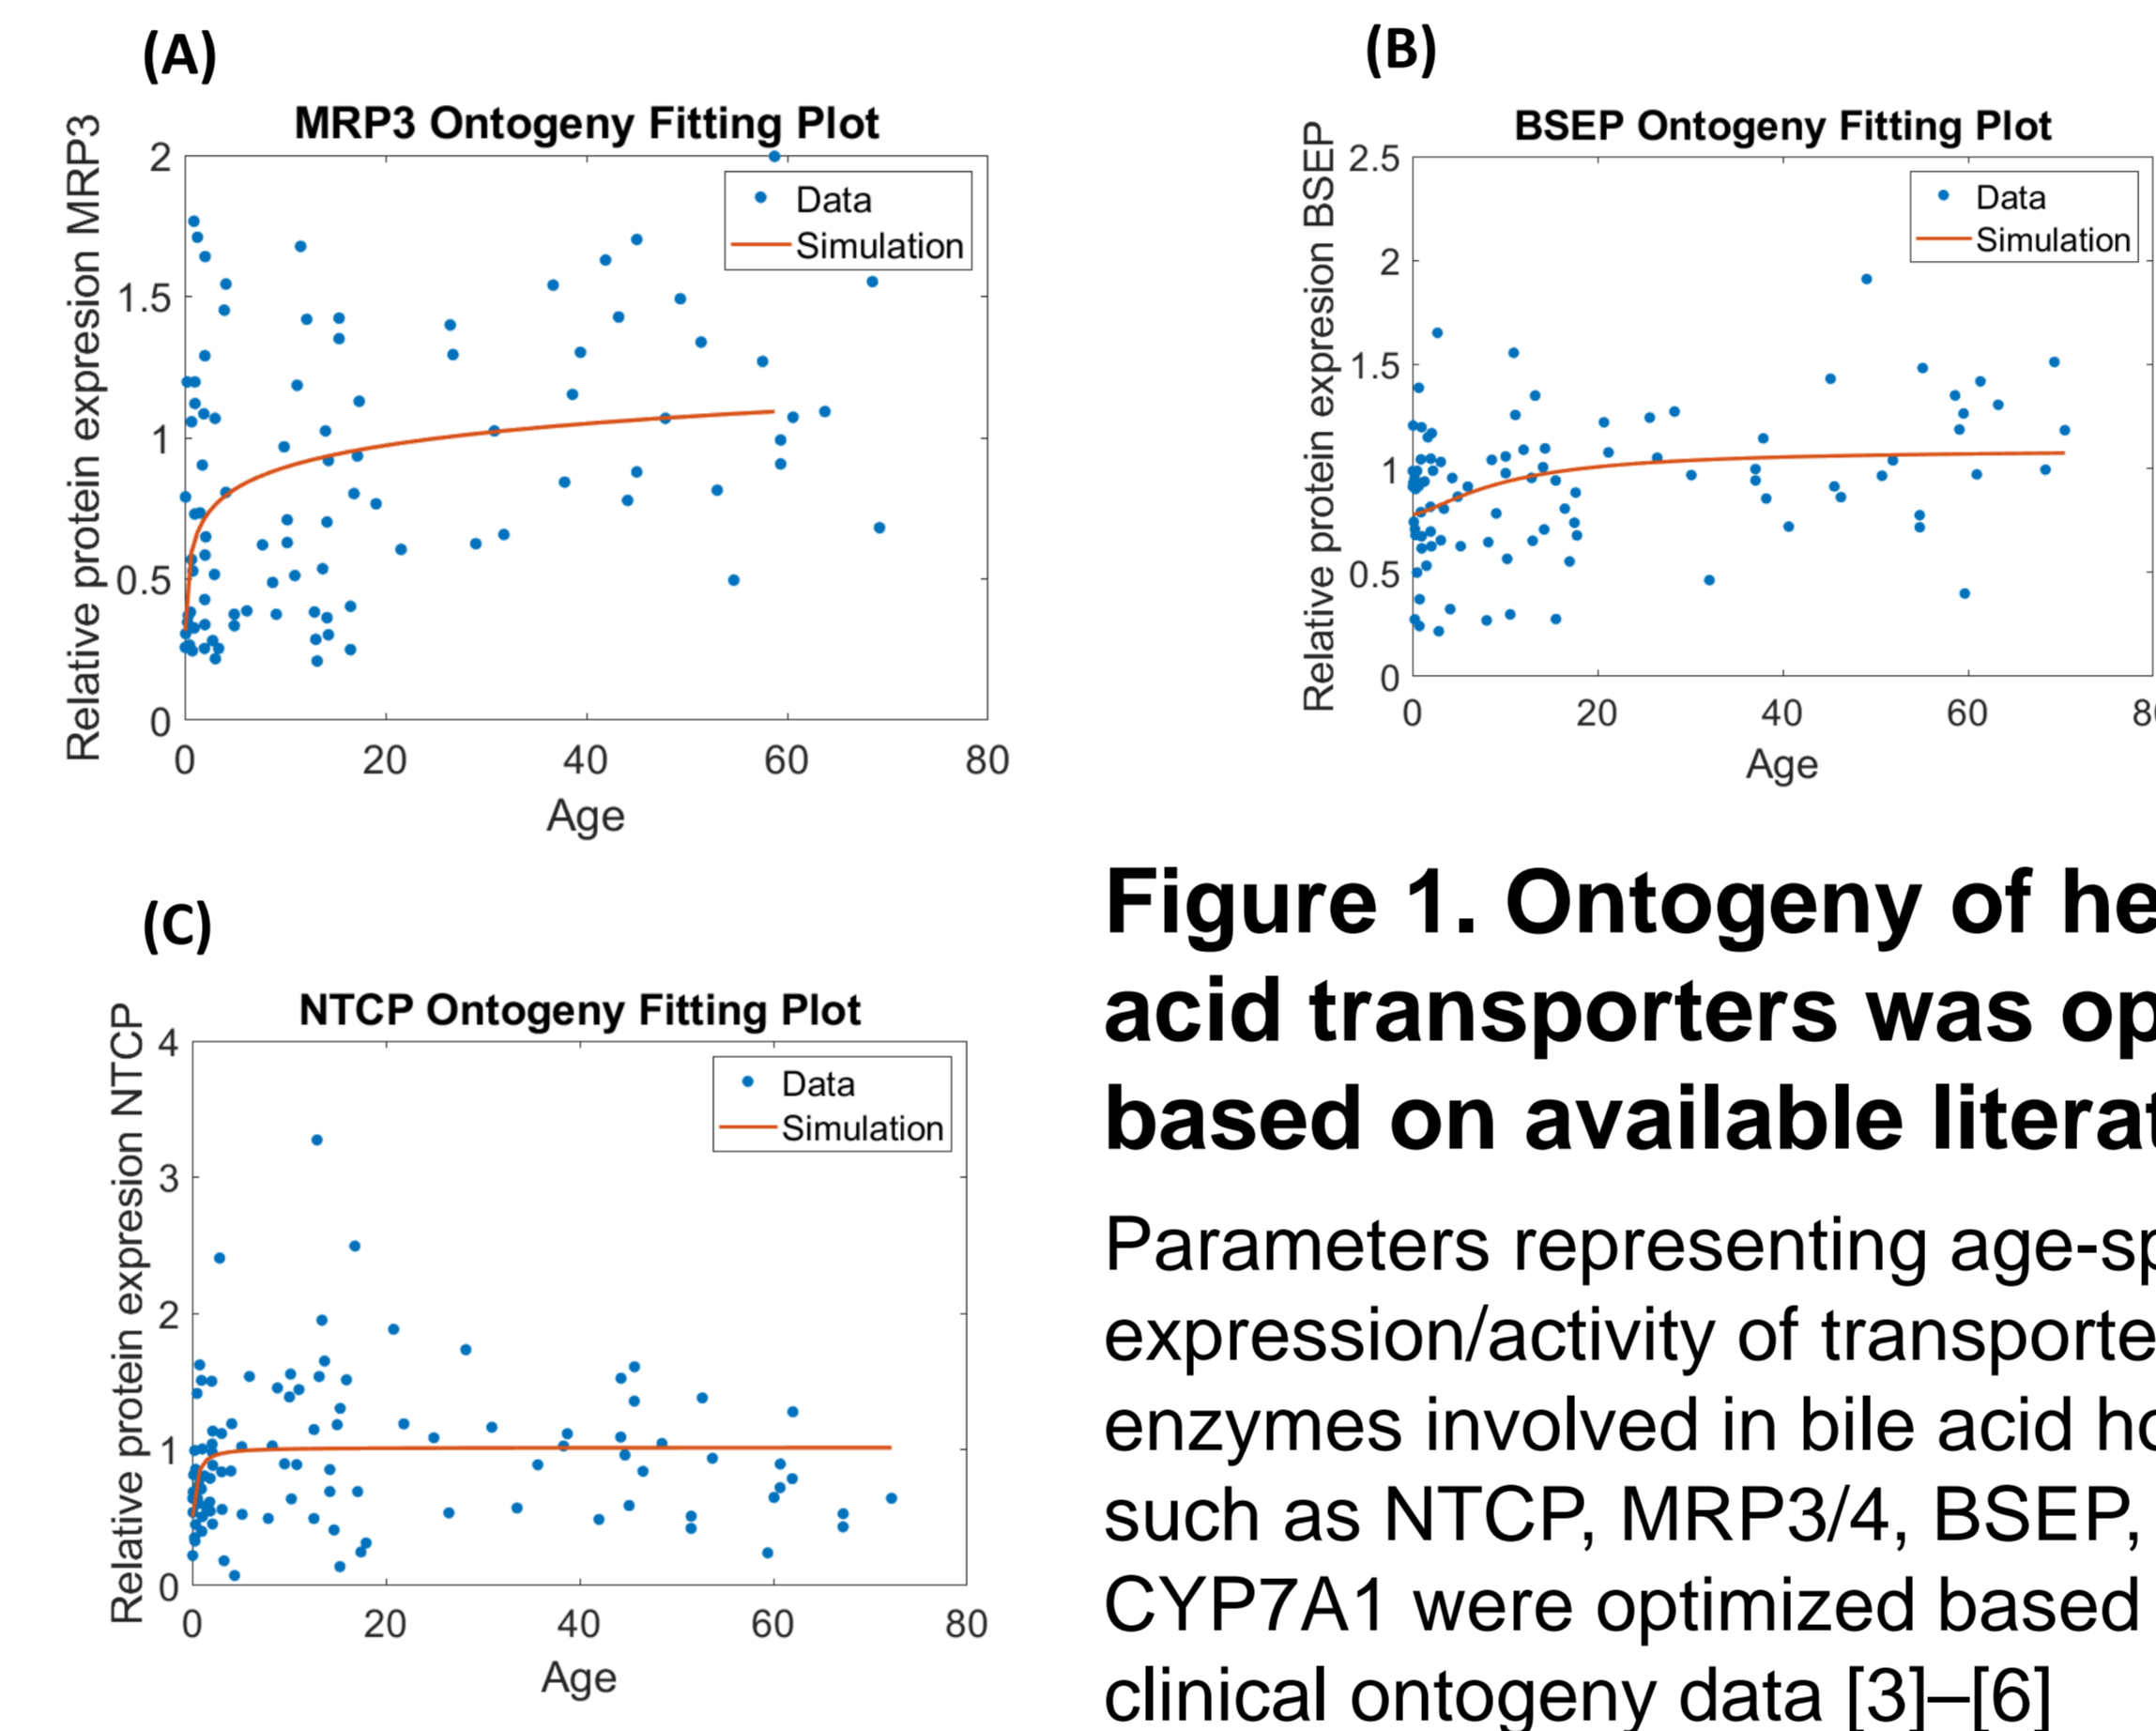 (A)
MRP3 Ontogeny Fitting Plot
Relative protein expresion MRP3
2
1.5
1
0.5
0
Data
Simulation
0 20 40 60 80
Age
(B)
BSEP Ontogeny Fitting Plot
Relative protein expresion BSEP
2.5
2
1.5
1
0.5
0
Data
Simulation
0 20 40 60
Age
(C)
NTCP Ontogeny Fitting Plot
Relative protein expresion NTCP
4
3
2
1
0
Data
Simulation
0 20 40 60 80
Age
Figure 1. Ontogeny of he
acid transporters was op
based on available literat
Parameters representing age-sp
expression/activity of transporte
enzymes involved in bile acid ho
such as NTCP, MRP3/4, BSEP,
CYP7A1 were optimized based
clinical ontogeny data [3]–[6]